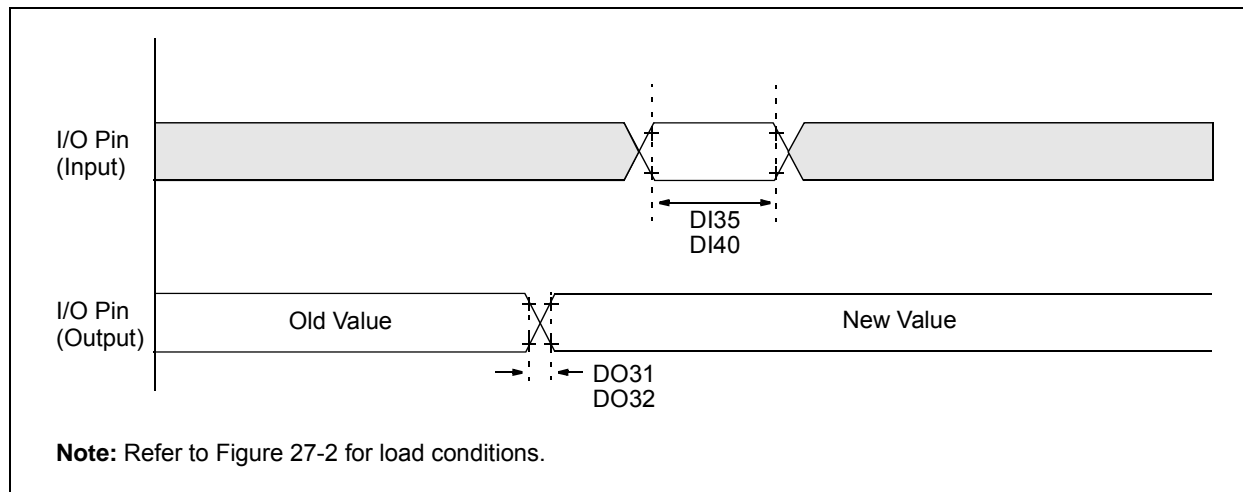 I/O Pin
(Input)
DI35
DI40
I/O Pin
(Output)
Old Value
New Value
DO31
DO32
Note: Refer to Figure 27-2 for load conditions.